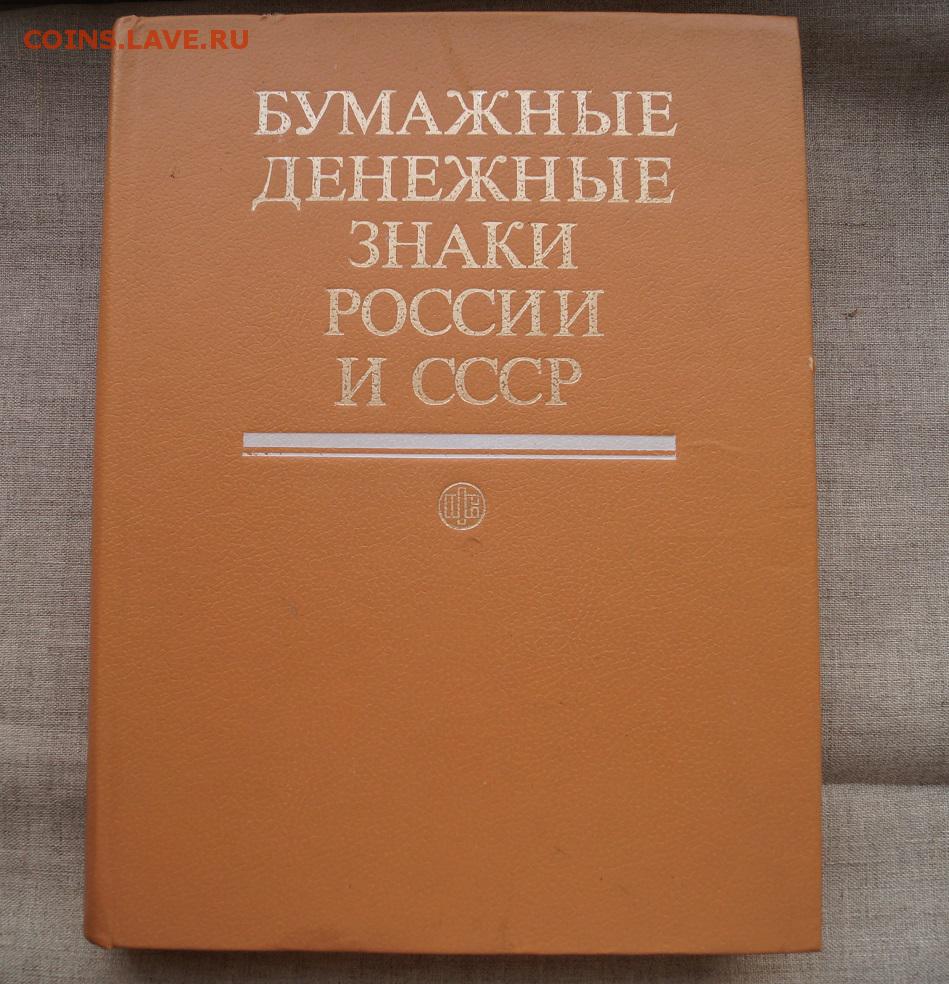 COINS.LAVE.RU
БУМАЖНЫЕ
ДЕНЕЖНЫЕ
ЗНАКИ
РОССИИ
И СССР